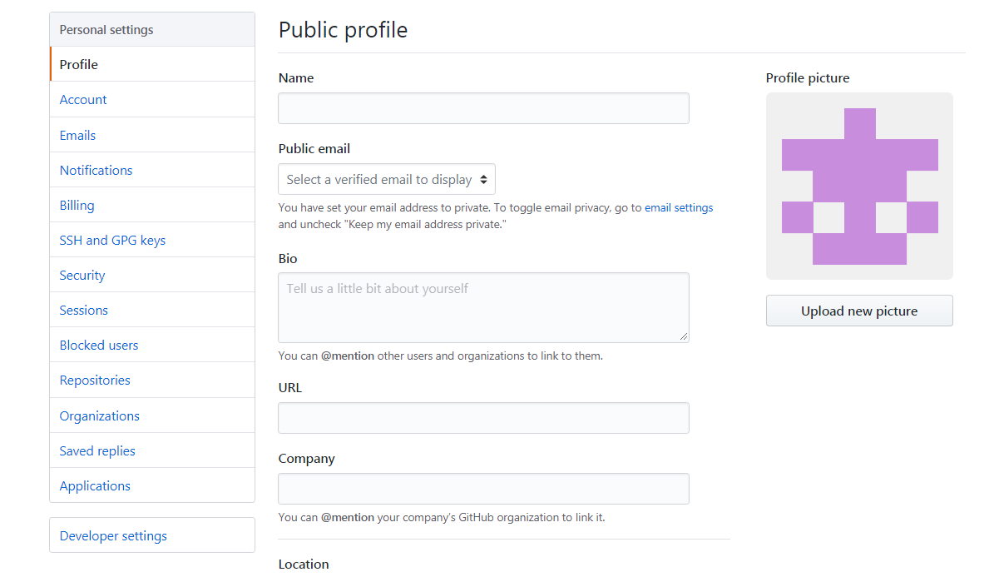 Personal settings
Profile
Account
Emails
Notifications
Billing
SSH and GPG keys
Security
Sessions
Blocked users
Repositories
Organizations
Saved replies
Applications
Developer settings
Public profile
Name
Public email
Select a verified email to display
You have set your email address to private. To toggle email privacy, go to email settings
and uncheck "Keep my email address private."
Bio
Tell us a little bit about yourself
You can @mention other users and organizations to link to them.
URL
Company
You can @mention your company's GitHub organization to link it.
Location
Profile picture
Upload new picture